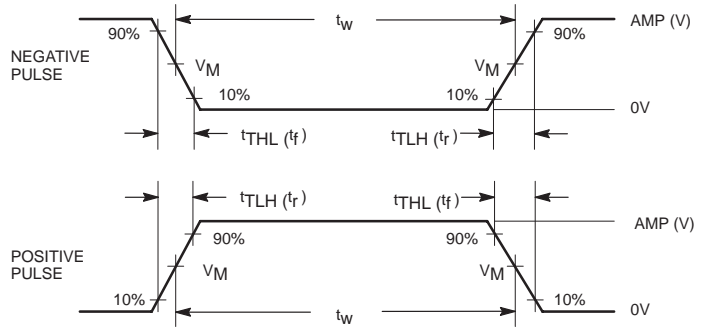 tW
AMP (V)
90%
90%
NEGATIVE
PULSE
VM
VM
10%
10%
0V
tTHL (tf)
tTLH (tr)
tTLH (tr)
tTHL (tf)
AMP (V)
90%
90%
POSITIVE
PULSE
VM
VM
10%
10%
tW
0V